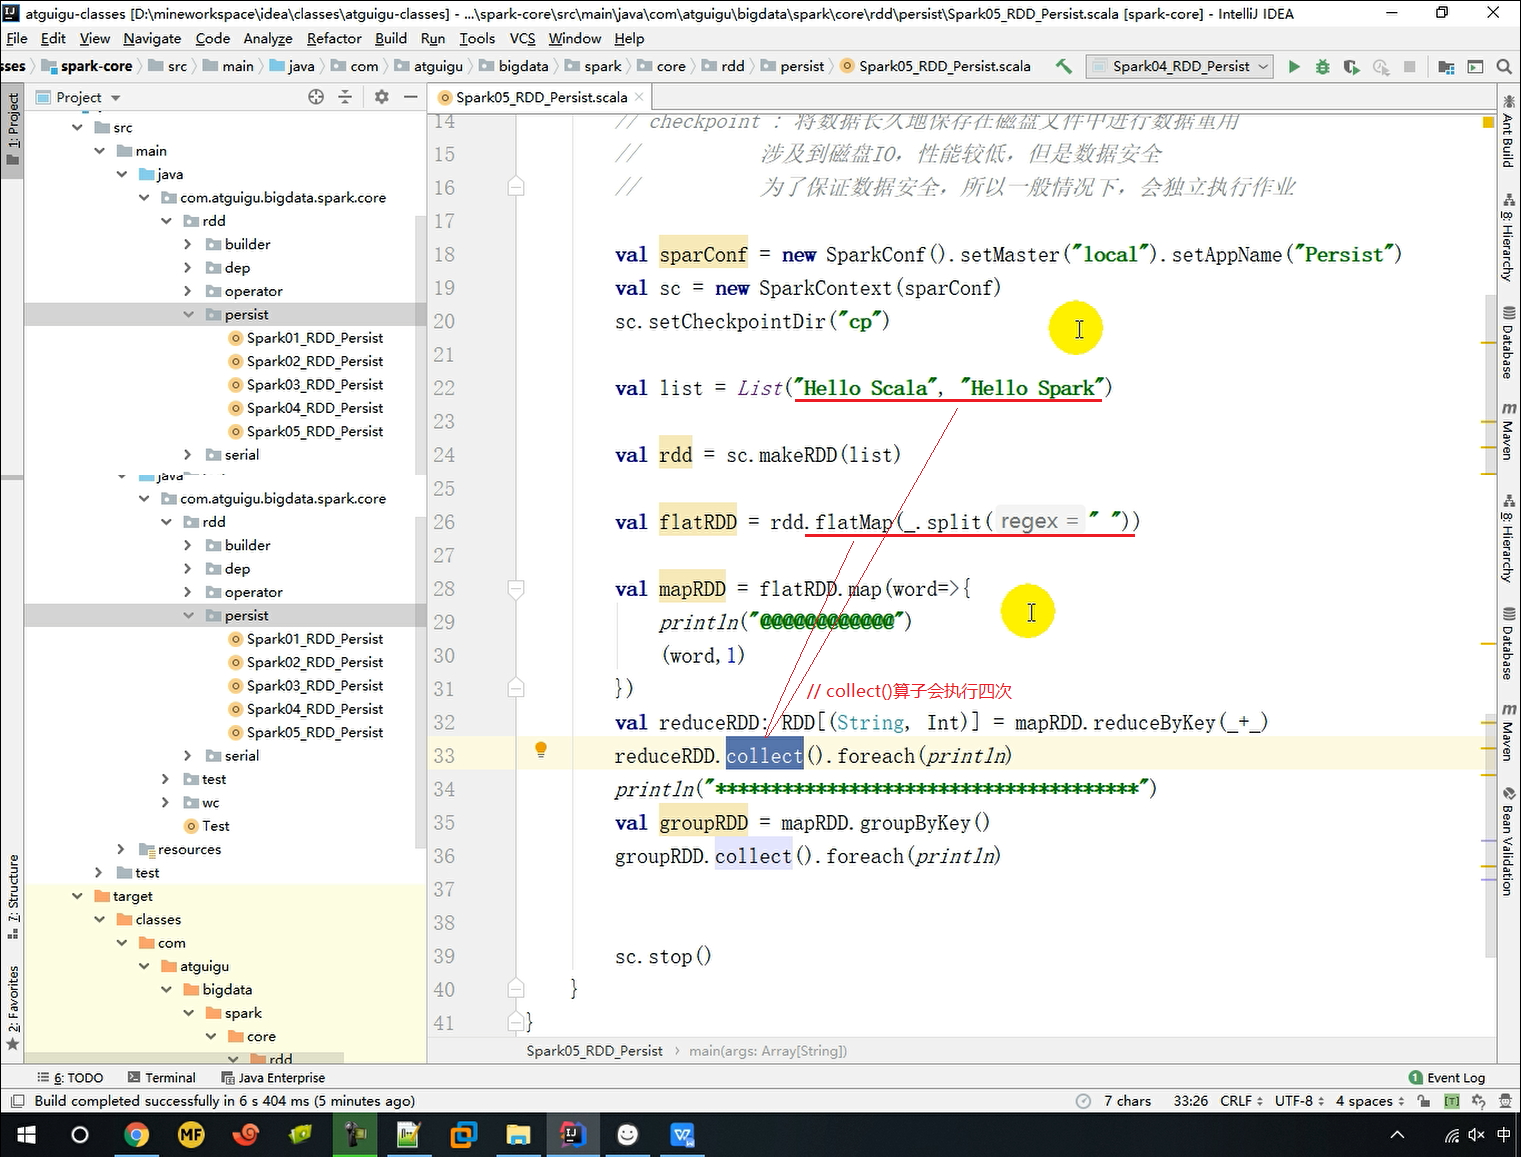 atguigu-classes [D:\mineworkspace\idea\classes\atguigu-classes] - ...\spark-core\src\main\java\com\atguigu\bigdata\spark\core\rdd\persist\Spark05_RDD_Persist.scala [spark-core] - IntelliJ IDEA
File Edit View Navigate Code Analyze Refactor Build Run Tools VCS Window Help
sses spark-core src main java com atguigu bigdata spark core rdd persist Spark05_RDD_Persist.scala Spark04_RDD_Persist
Project
Spark05_RDD_Persist.scala
1: Project
7: Structure
2: Favorites
src
main
java
com.atguigu.bigdata.spark.core
rdd
builder
dep
operator
persist
Spark01_RDD_Persist
Spark02_RDD_Persist
Spark03_RDD_Persist
Spark04_RDD_Persist
Spark05_RDD_Persist
serial
java
com.atguigu.bigdata.spark.core
rdd
builder
dep
operator
persist
Spark01_RDD_Persist
Spark02_RDD_Persist
Spark03_RDD_Persist
Spark04_RDD_Persist
Spark05_RDD_Persist
serial
test
wc
Test
resources
test
target
classes
com
atguigu
bigdata
spark
core
rdd
14 // checkpoint : 将数据长久地保存在磁盘文件中进行数据重用
15 // 涉及到磁盘IO，性能较低，但是数据安全
16 // 为了保证数据安全，所以一般情况下，会独立执行作业
17
18 val sparConf = new SparkConf().setMaster("local").setAppName("Persist")
19 val sc = new SparkContext(sparConf)
20 sc.setCheckpointDir("cp")
21
22 val list = List("Hello Scala", "Hello Spark")
23
24 val rdd = sc.makeRDD(list)
25
26 val flatRDD = rdd.flatMap(_.split( regex = " "))
27
28 val mapRDD = flatRDD.map(word=>{
29 println("@@@@@@@@@@@@")
30 (word,1)
31 })
// collect()算子会执行四次
32 val reduceRDD: RDD[(String, Int)] = mapRDD.reduceByKey(_+_)
33 reduceRDD.collect().foreach(println)
34 println("**************************************")
35 val groupRDD = mapRDD.groupByKey()
36 groupRDD.collect().foreach(println)
37
38
39 sc.stop()
40 }
41 }
Spark05_RDD_Persist › main(args: Array[String])
Ant Build
8: Hierarchy
Database
Maven
8: Hierarchy
Database
Maven
Bean Validation
6: TODO Terminal Java Enterprise 1 Event Log
Build completed successfully in 6 s 404 ms (5 minutes ago) 7 chars 33:26 CRLF UTF-8 4 spaces
中